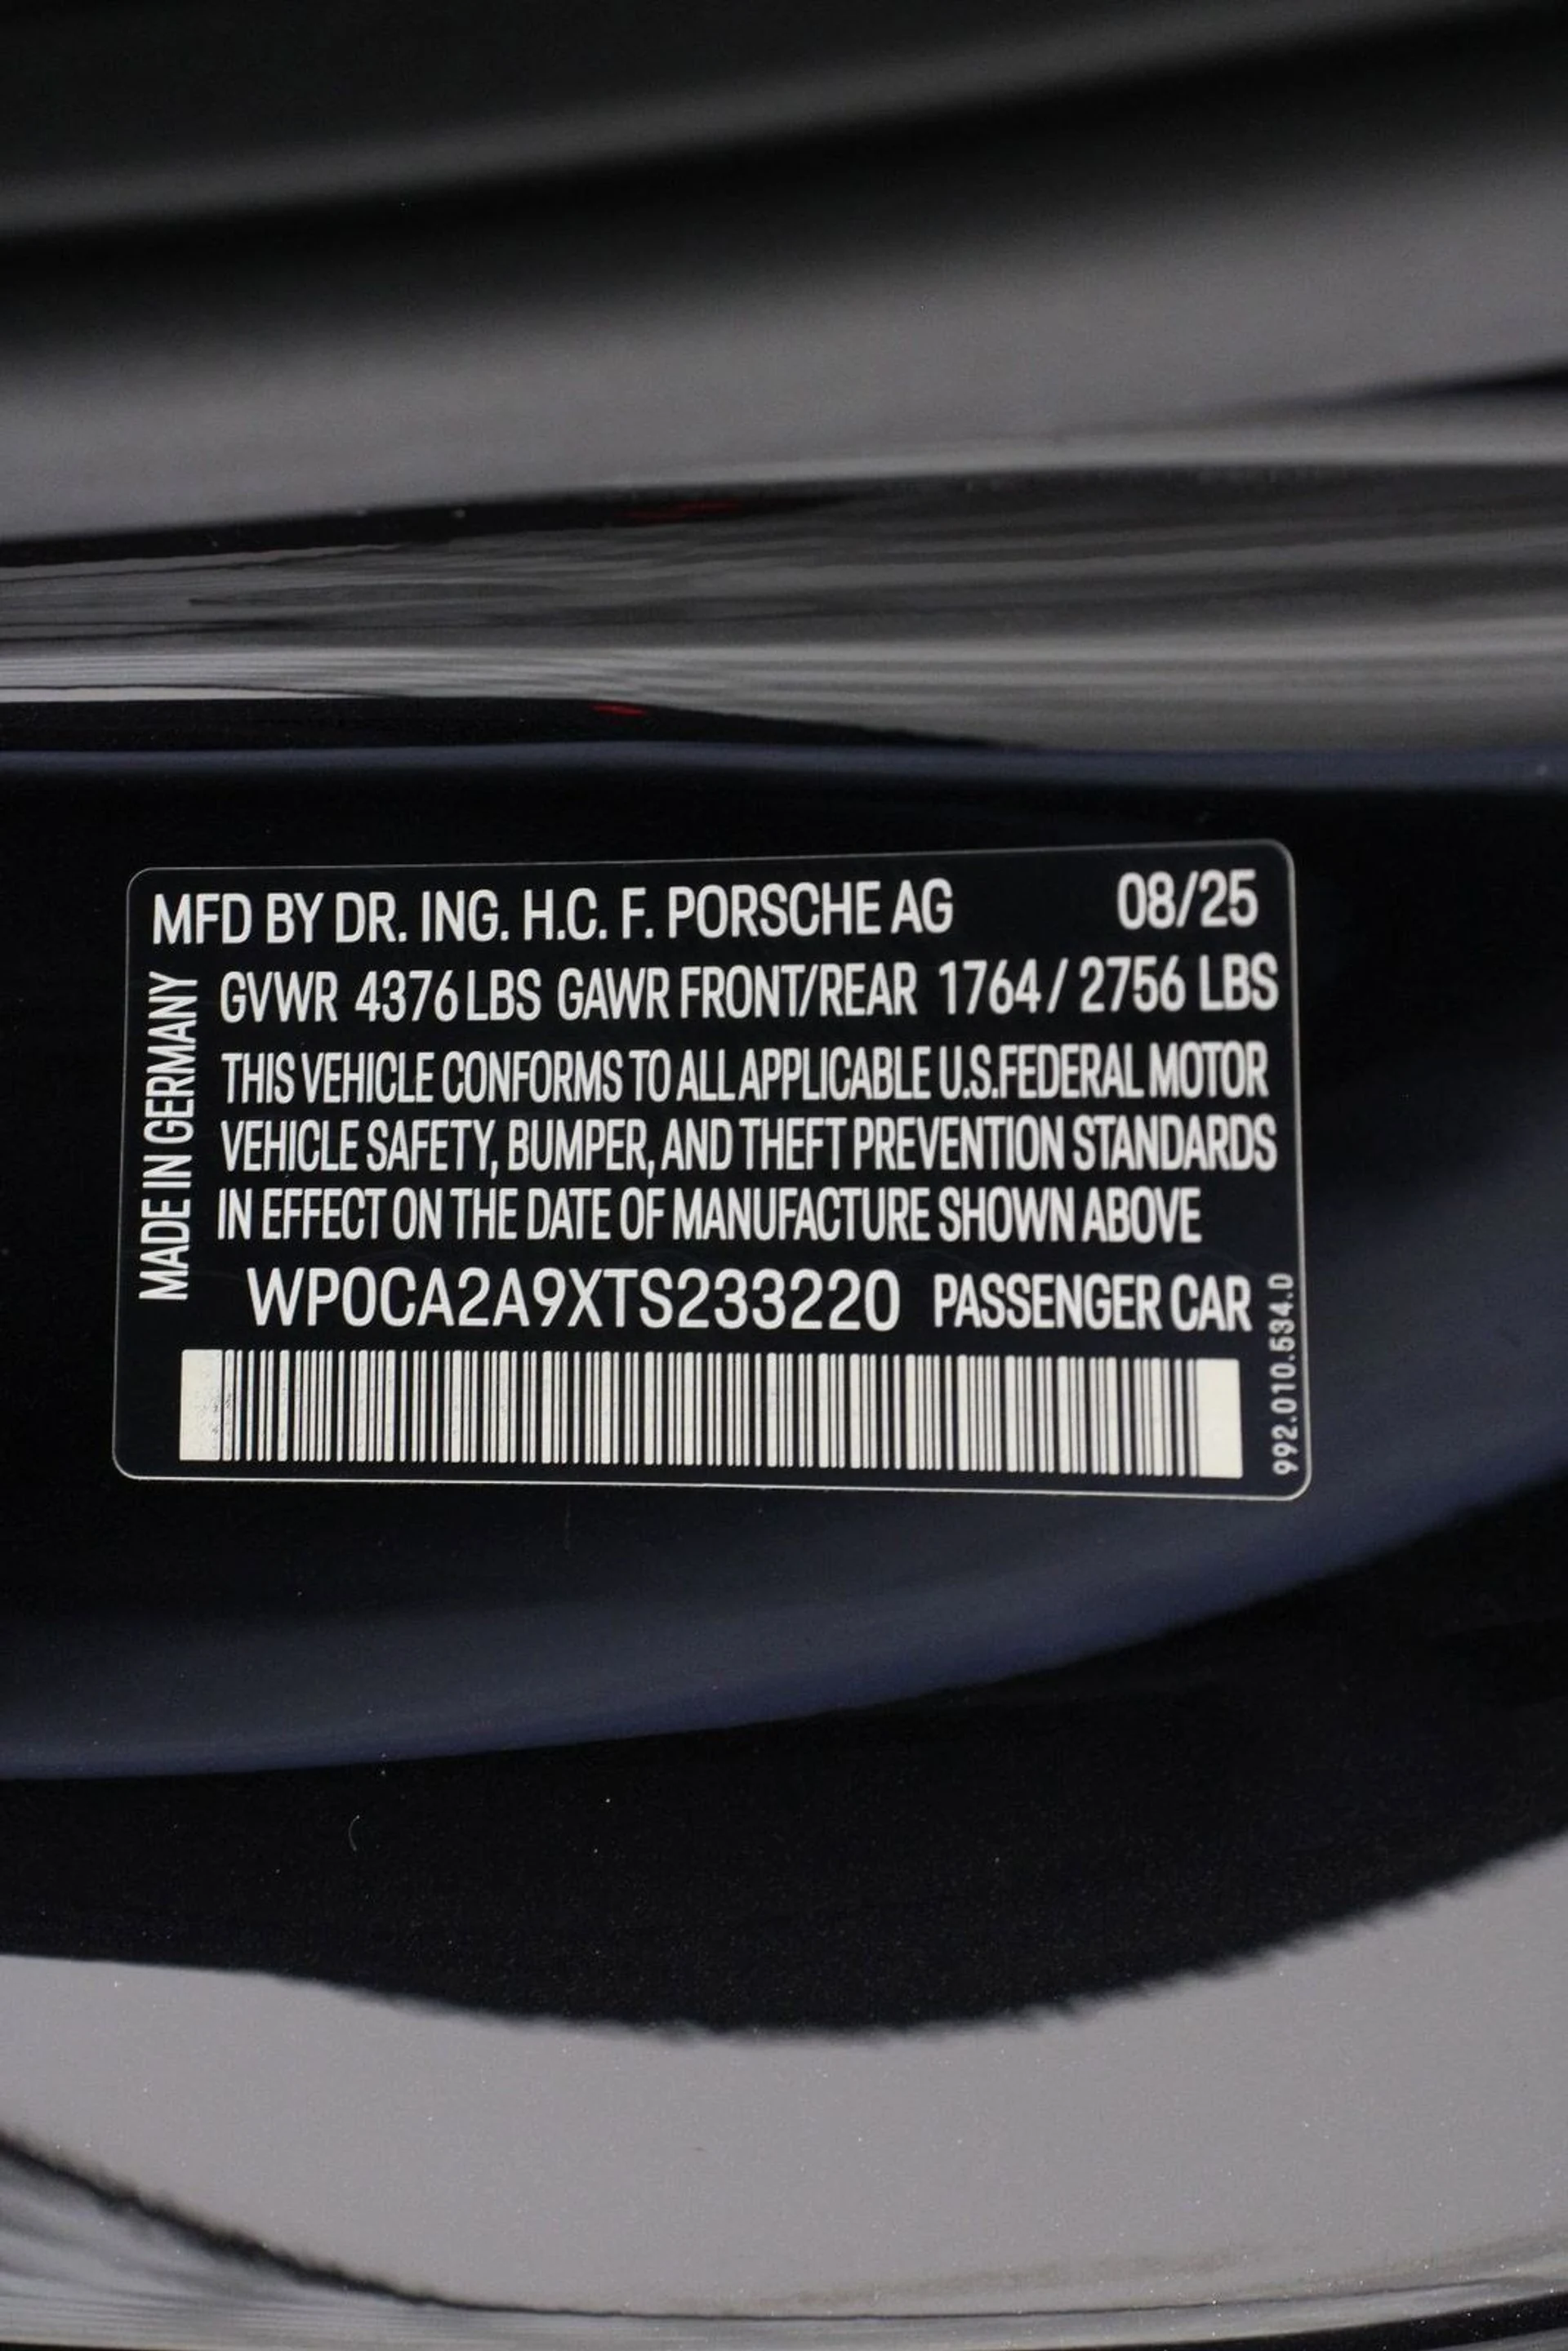 MFD BY DR. ING. H.C. F. PORSCHE AG 08/25
MADE IN GERMANY
GVWR 4376 LBS GAWR FRONT/REAR 1764 / 2756 LBS
THIS VEHICLE CONFORMS TO ALL APPLICABLE U.S.FEDERAL MOTOR
VEHICLE SAFETY, BUMPER, AND THEFT PREVENTION STANDARDS
IN EFFECT ON THE DATE OF MANUFACTURE SHOWN ABOVE
WP0CA2A9XTS233220 PASSENGER CAR
992.010.534.0